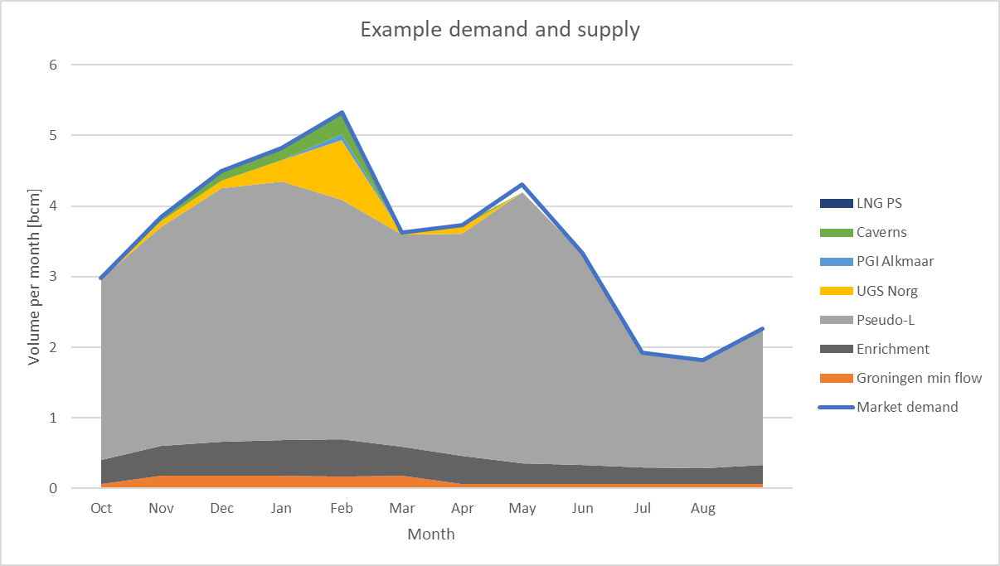 Example demand and supply
Volume per month [bcm]
6
5
4
3
2
1
0
Oct Nov Dec Jan Feb Mar Apr May Jun Jul Aug
Month
LNG PS
Caverns
PGI Alkmaar
UGS Norg
Pseudo-L
Enrichment
Groningen min flow
Market demand